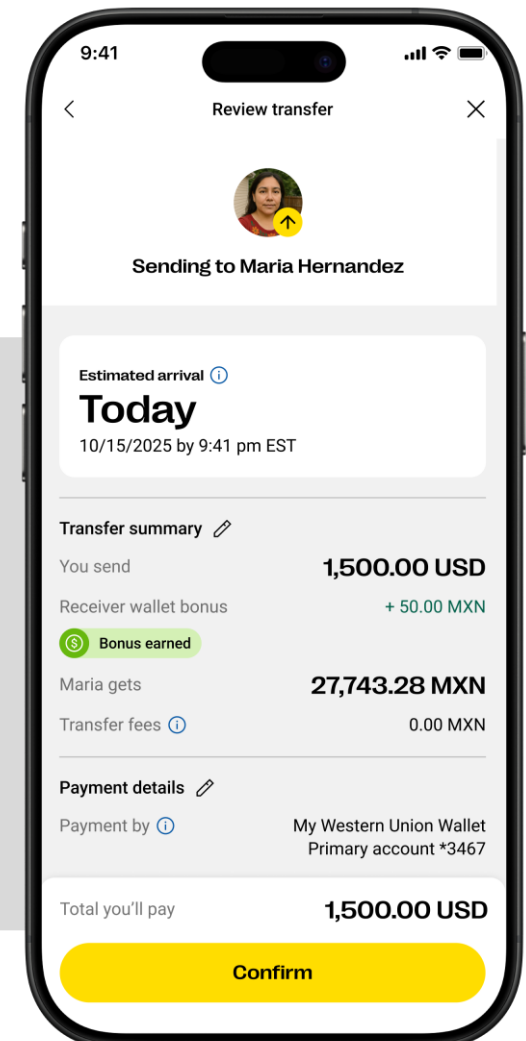 9:41
Review transfer
Sending to Maria Hernandez
Estimated arrival
Today
10/15/2025 by 9:41 pm EST
Transfer summary
You send 1,500.00 USD
Receiver wallet bonus + 50.00 MXN
Bonus earned
Maria gets 27,743.28 MXN
Transfer fees 0.00 MXN
Payment details
Payment by My Western Union Wallet
Primary account *3467
Total you'll pay 1,500.00 USD
Confirm